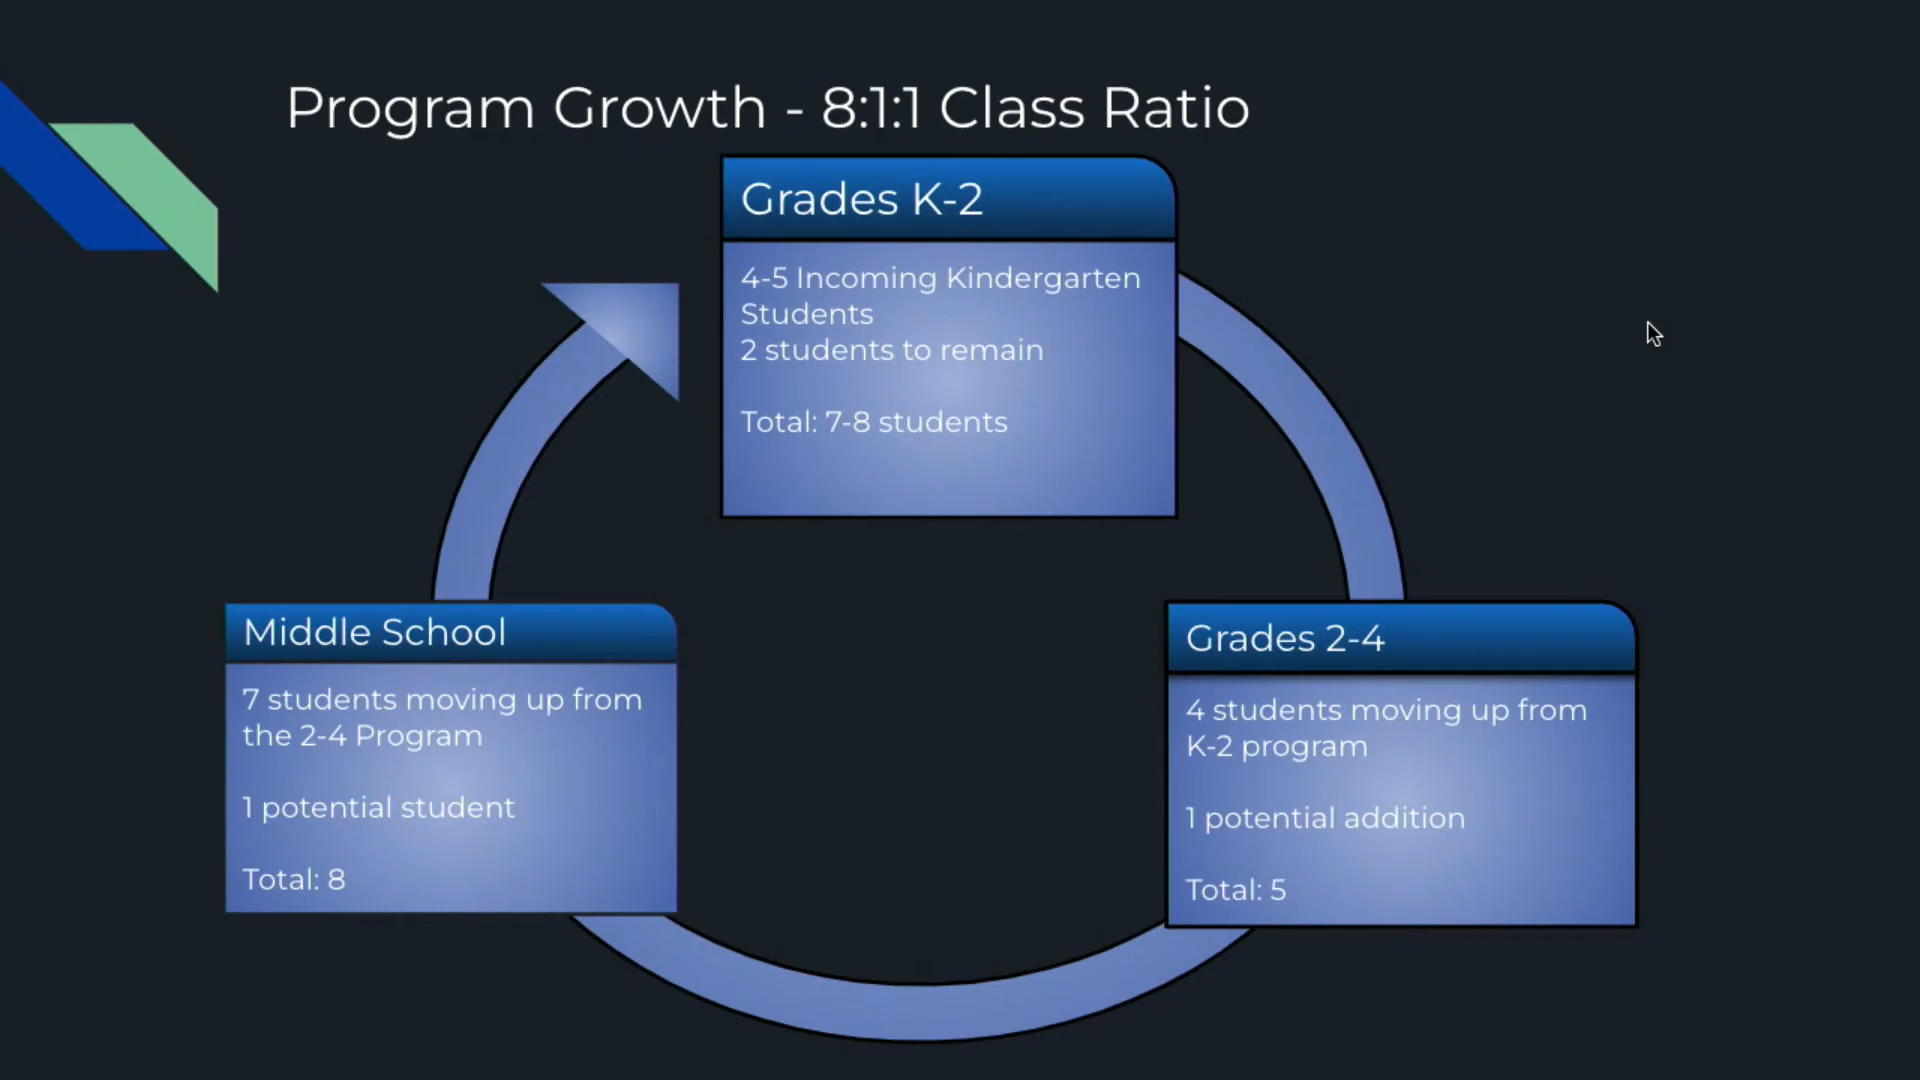 Program Growth - 8:1:1 Class Ratio
Grades K-2
4-5 Incoming Kindergarten
Students
2 students to remain
Total: 7-8 students
Middle School
7 students moving up from
the 2-4 Program
1 potential student
Total: 8
Grades 2-4
4 students moving up from
K-2 program
1 potential addition
Total: 5